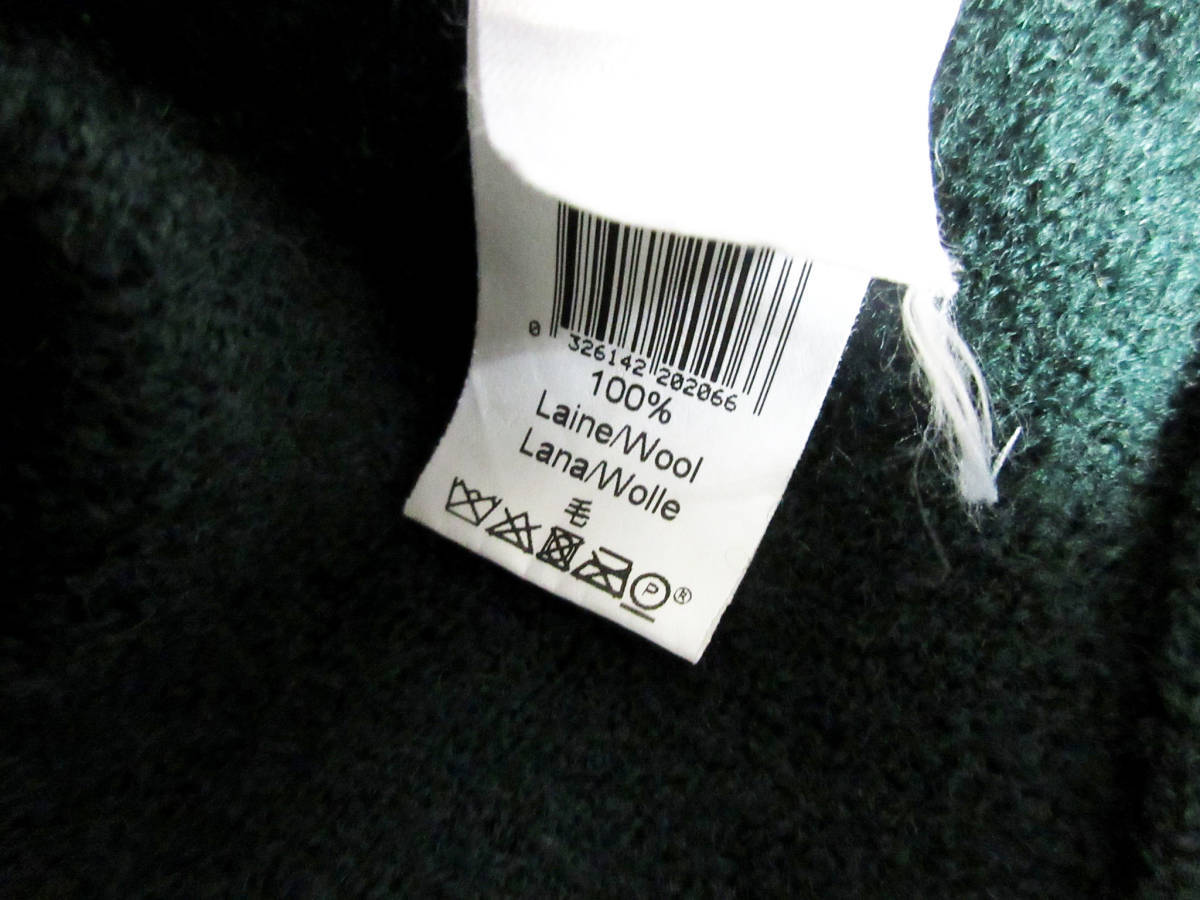 0 326142 202066
100%
Laine/Wool
Lana/Wolle
毛
P ®